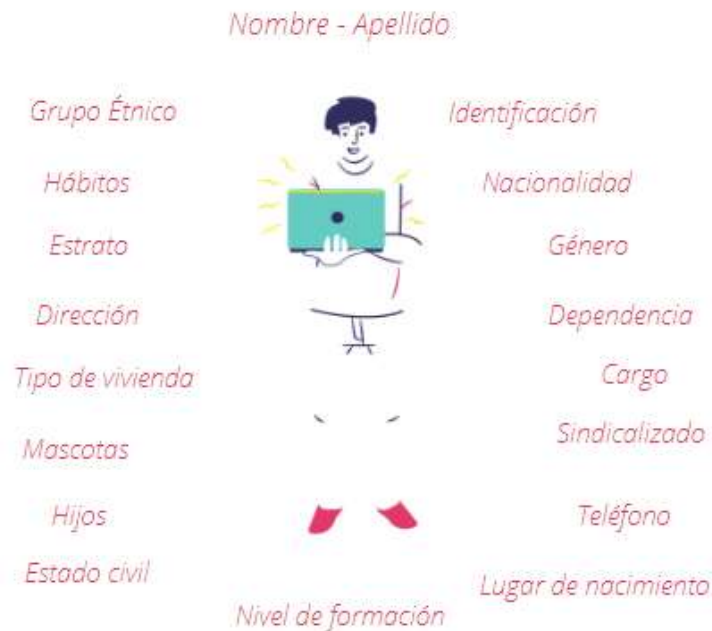 Nombre - Apellido
Grupo Étnico
Identificación
Hábitos
Nacionalidad
Estrato
Género
Dirección
Dependencia
Tipo de vivienda
Cargo
Mascotas
Sindicalizado
Hijos
Teléfono
Estado civil
Lugar de nacimiento
Nivel de formación